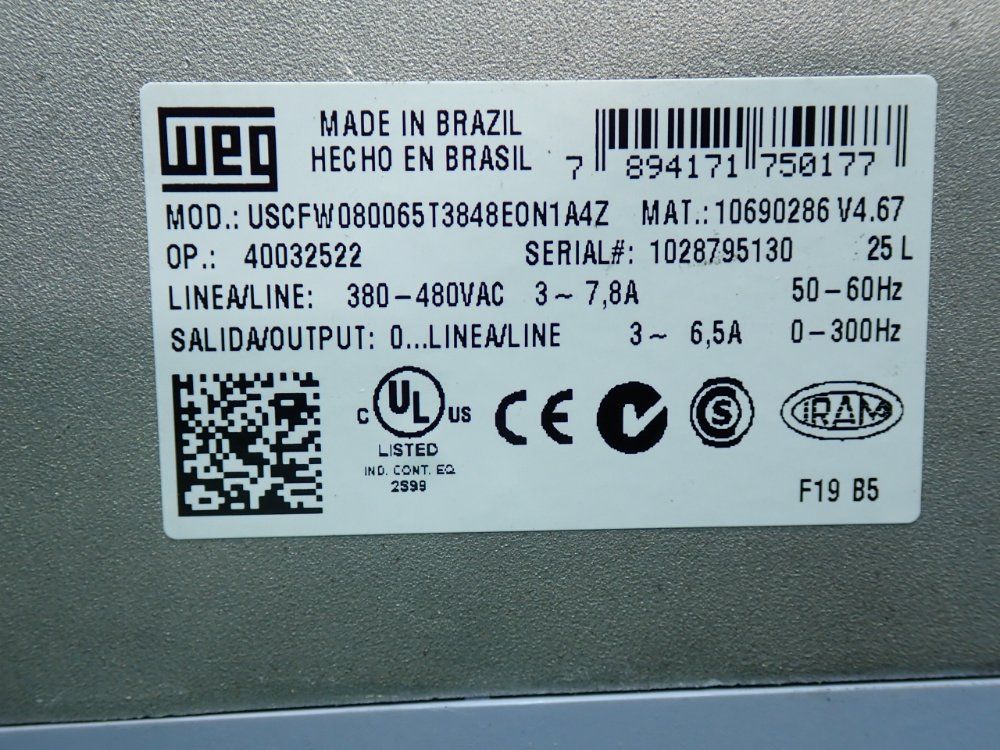 weg
MADE IN BRAZIL
HECHO EN BRASIL
7 894171 750177
MOD.: USCFW080065T3848EON1A4Z MAT.: 10690286 V4.67
OP.: 40032522 SERIAL#: 1028795130 25 L
LINEA/LINE: 380-480VAC 3~ 7,8A 50-60Hz
SALIDA/OUTPUT: 0...LINEA/LINE 3~ 6,5A 0-300Hz
C UL US
LISTED
IND. CONT. EQ.
2S99
CE
S
iRAM
F19 B5